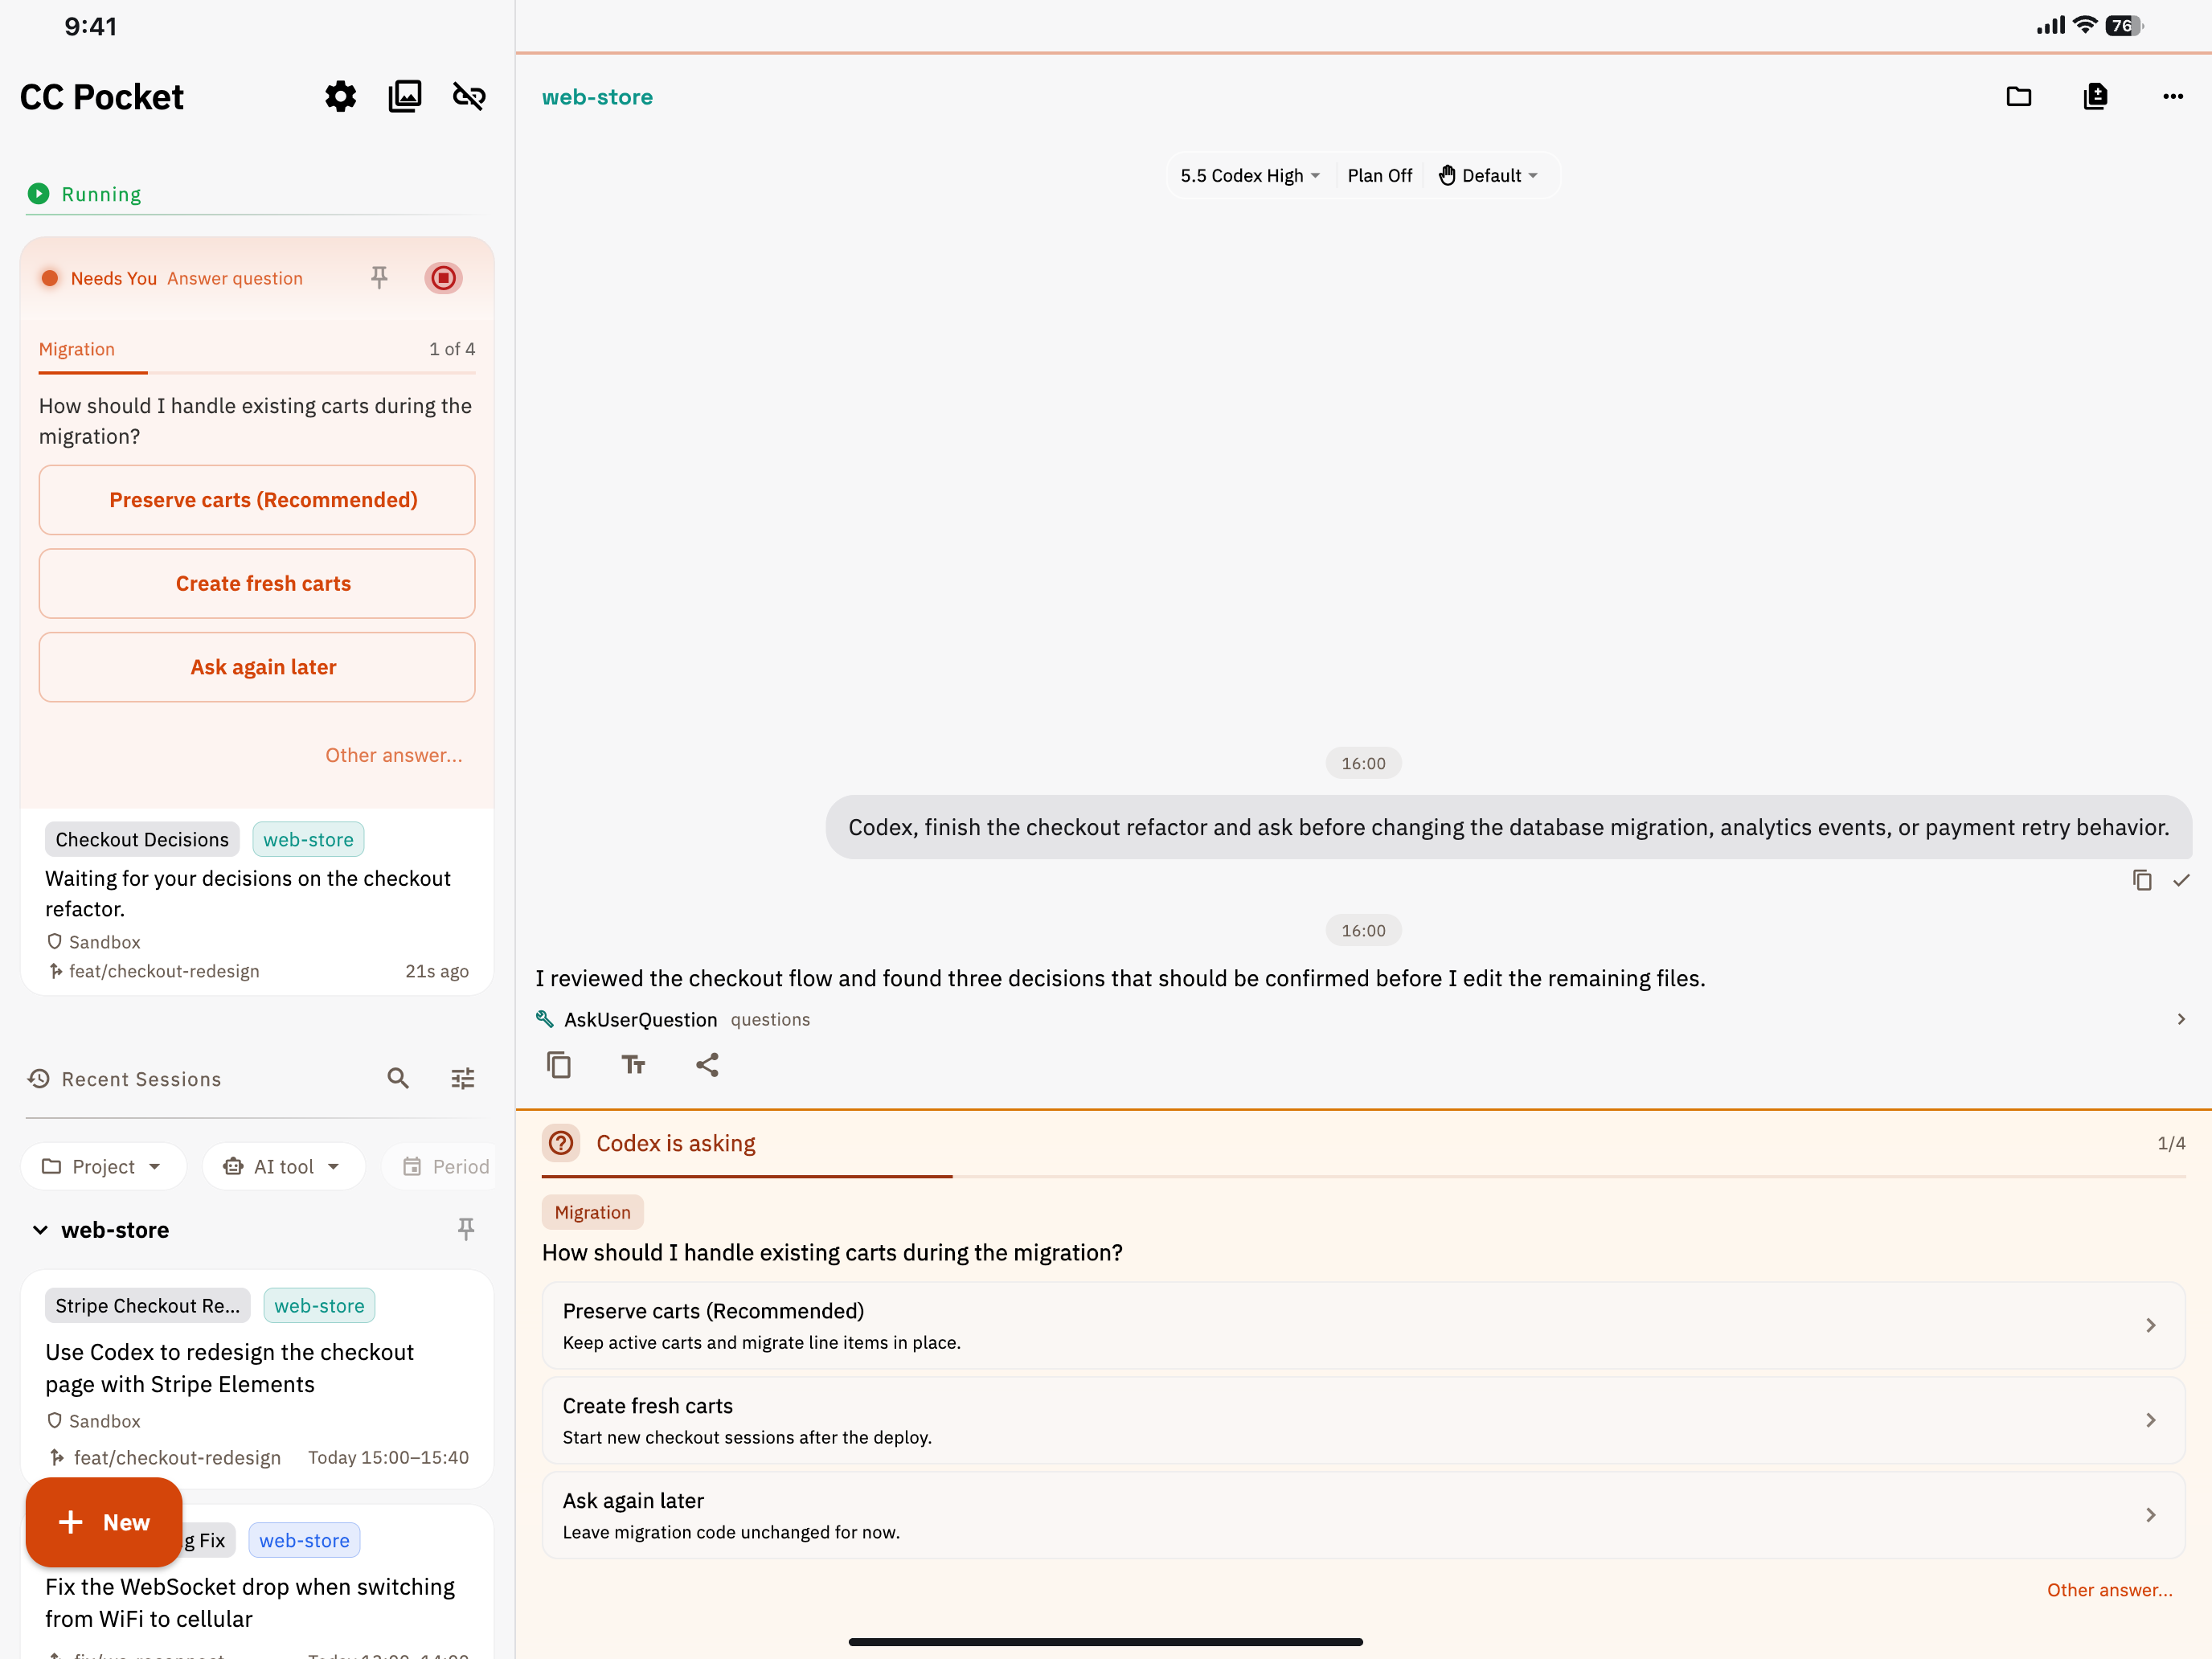 9:41
76
CC Pocket
Running
Needs You Answer question
Migration 1 of 4
How should I handle existing carts during the
migration?
Preserve carts (Recommended)
Create fresh carts
Ask again later
Other answer...
Checkout Decisions web-store
Waiting for your decisions on the checkout
refactor.
Sandbox
feat/checkout-redesign 21s ago
Recent Sessions
Project AI tool Period
web-store
Stripe Checkout Re... web-store
Use Codex to redesign the checkout
page with Stripe Elements
Sandbox
feat/checkout-redesign Today 15:00–15:40
New
g Fix web-store
Fix the WebSocket drop when switching
from WiFi to cellular
web-store
5.5 Codex High Plan Off Default
16:00
Codex, finish the checkout refactor and ask before changing the database migration, analytics events, or payment retry behavior.
16:00
I reviewed the checkout flow and found three decisions that should be confirmed before I edit the remaining files.
AskUserQuestion questions
Codex is asking 1/4
Migration
How should I handle existing carts during the migration?
Preserve carts (Recommended)
Keep active carts and migrate line items in place.
Create fresh carts
Start new checkout sessions after the deploy.
Ask again later
Leave migration code unchanged for now.
Other answer...